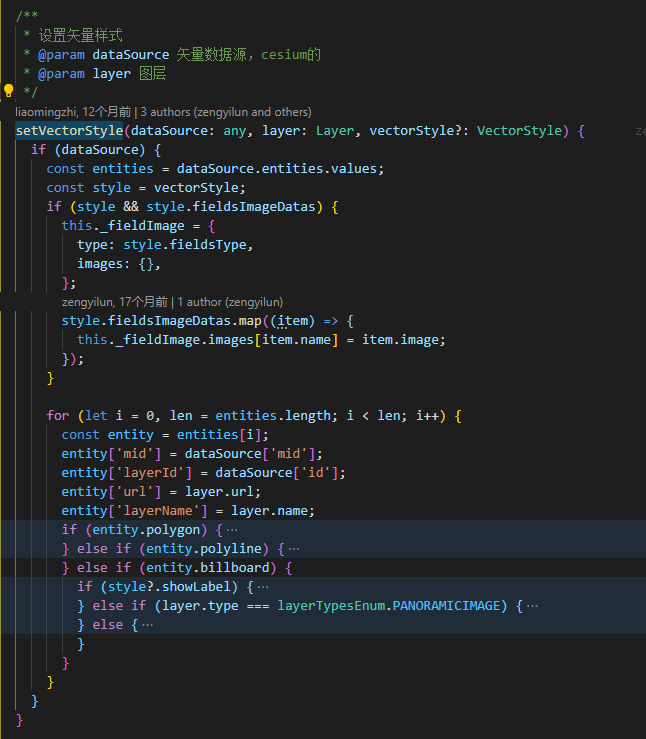 /**
 * 设置矢量样式
 * @param dataSource 矢量数据源，cesium的
 * @param layer 图层
 */
liaomingzhi, 12个月前 | 3 authors (zengyilun and others)
setVectorStyle(dataSource: any, layer: Layer, vectorStyle?: VectorStyle) { ze
  if (dataSource) {
    const entities = dataSource.entities.values;
    const style = vectorStyle;
    if (style && style.fieldsImageDatas) {
      this._fieldImage = {
        type: style.fieldsType,
        images: {},
      };
zengyilun, 17个月前 | 1 author (zengyilun)
      style.fieldsImageDatas.map((item) => {
        this._fieldImage.images[item.name] = item.image;
      });
    }
    for (let i = 0, len = entities.length; i < len; i++) {
      const entity = entities[i];
      entity['mid'] = dataSource['mid'];
      entity['layerId'] = dataSource['id'];
      entity['url'] = layer.url;
      entity['layerName'] = layer.name;
      if (entity.polygon) { ···
      } else if (entity.polyline) { ···
      } else if (entity.billboard) {
        if (style?.showLabel) { ···
        } else if (layer.type === layerTypesEnum.PANORAMICIMAGE) { ···
        } else { ···
        }
      }
    }
  }
}